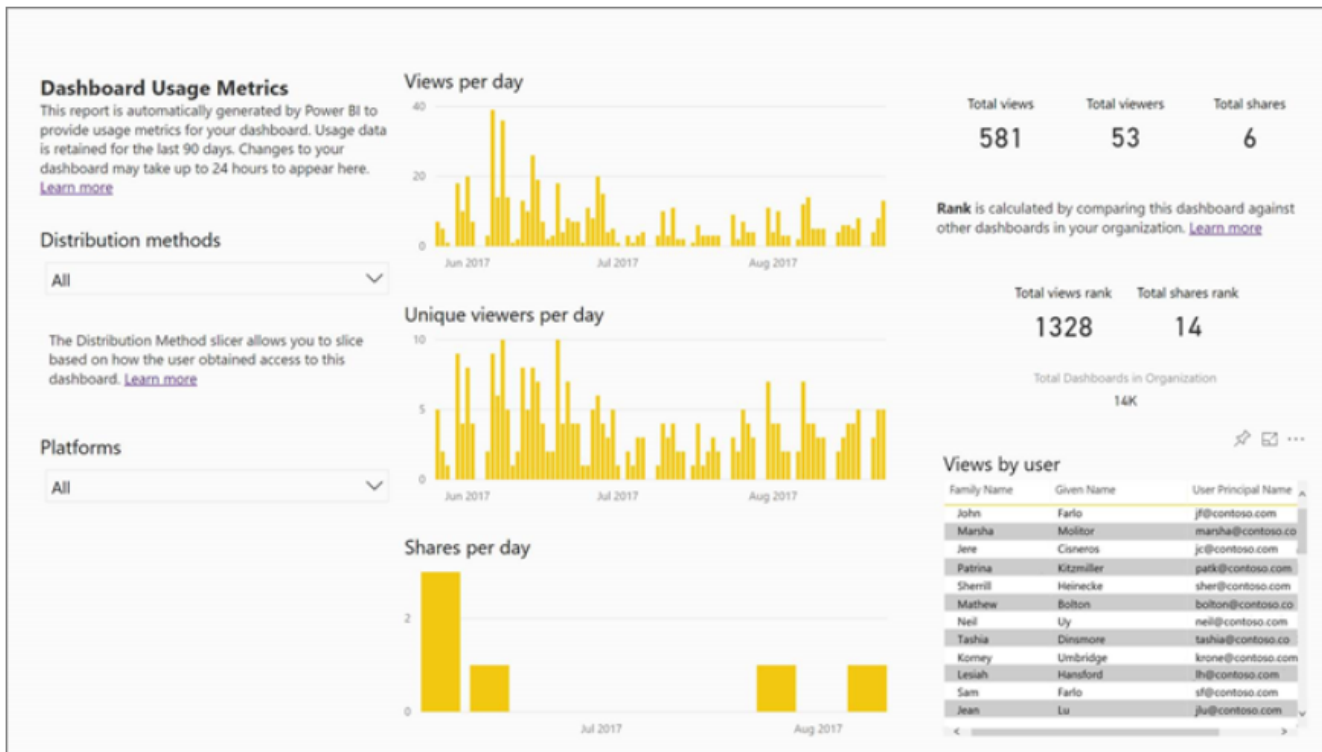 Dashboard Usage Metrics
This report is automatically generated by Power BI to
provide usage metrics for your dashboard. Usage data
is retained for the last 90 days. Changes to your
dashboard may take up to 24 hours to appear here.
Learn more
Distribution methods
All
The Distribution Method slicer allows you to slice
based on how the user obtained access to this
dashboard. Learn more
Platforms
All
Views per day
40
20
0
Jun 2017 Jul 2017 Aug 2017
Unique viewers per day
10
5
0
Jun 2017 Jul 2017 Aug 2017
Shares per day
2
0
Jul 2017 Aug 2017
Total views Total viewers Total shares
581 53 6
Rank is calculated by comparing this dashboard against
other dashboards in your organization. Learn more
Total views rank Total shares rank
1328 14
Total Dashboards in Organization
14K
Views by user
Family Name Given Name User Principal Name
John Farlo jf@contoso.com
Marsha Molitor marsha@contoso.co
Jere Cisneros jc@contoso.com
Patrina Kitzmiller patk@contoso.com
Sherrill Heinecke sher@contoso.com
Mathew Bolton bolton@contoso.co
Neil Uy neil@contoso.com
Tashia Dinsmore tashia@contoso.co
Korney Umbridge krone@contoso.com
Lesiah Hansford lh@contoso.com
Sam Farlo sf@contoso.com
Jean Lu jlu@contoso.com